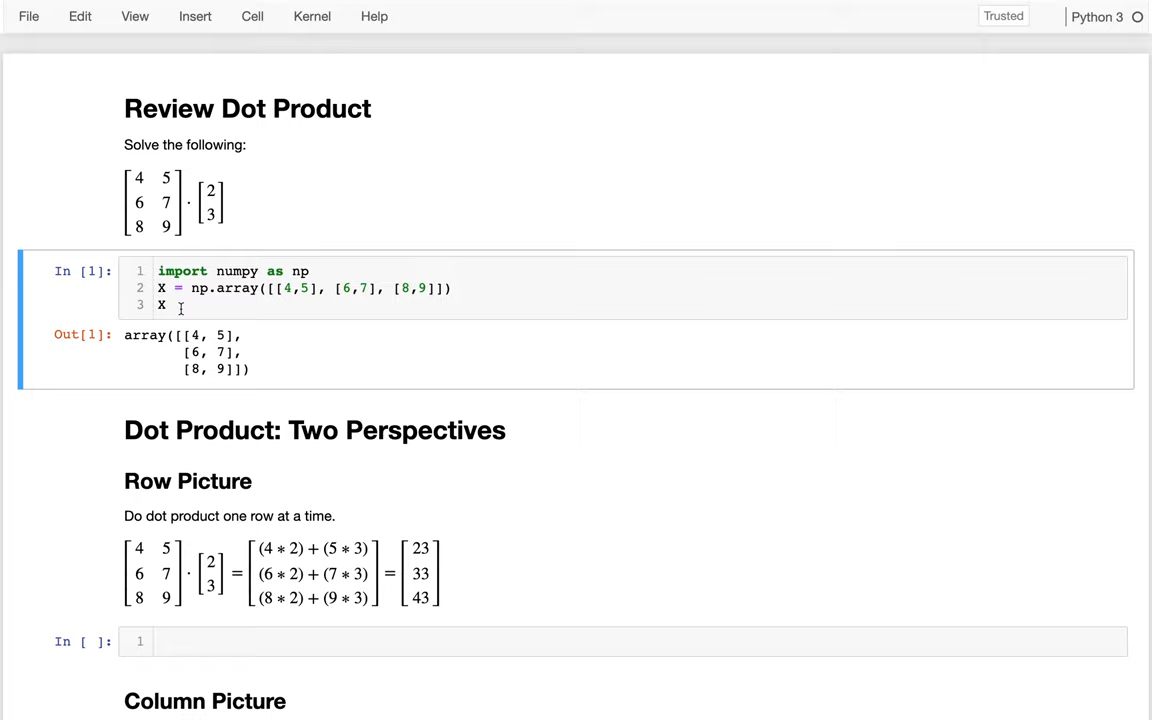 File Edit View Insert Cell Kernel Help Trusted Python 3
Review Dot Product
Solve the following:
4 5
6 7
8 9
·
2
3
In [1]:
1 import numpy as np
2 X = np.array([[4,5], [6,7], [8,9]])
3 X
Out[1]: array([[4, 5],
[6, 7],
[8, 9]])
Dot Product: Two Perspectives
Row Picture
Do dot product one row at a time.
4 5
6 7
8 9
·
2
3
=
(4 * 2) + (5 * 3)
(6 * 2) + (7 * 3)
(8 * 2) + (9 * 3)
=
23
33
43
In [ ]: 1
Column Picture